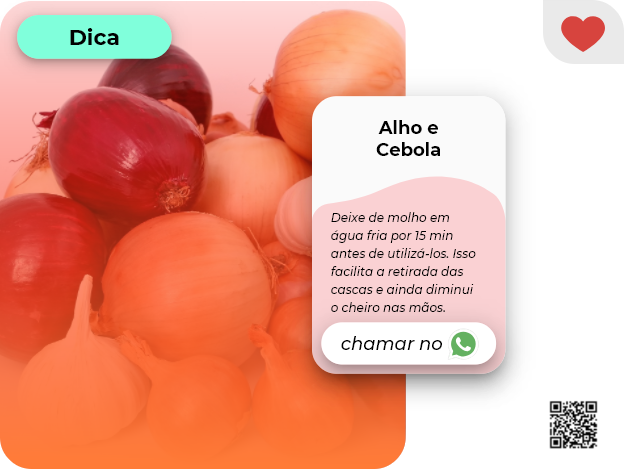 Dica
Alho e
Cebola
Deixe de molho em
água fria por 15 min
antes de utilizá-los. Isso
facilita a retirada das
cascas e ainda diminui
o cheiro nas mãos.
chamar no